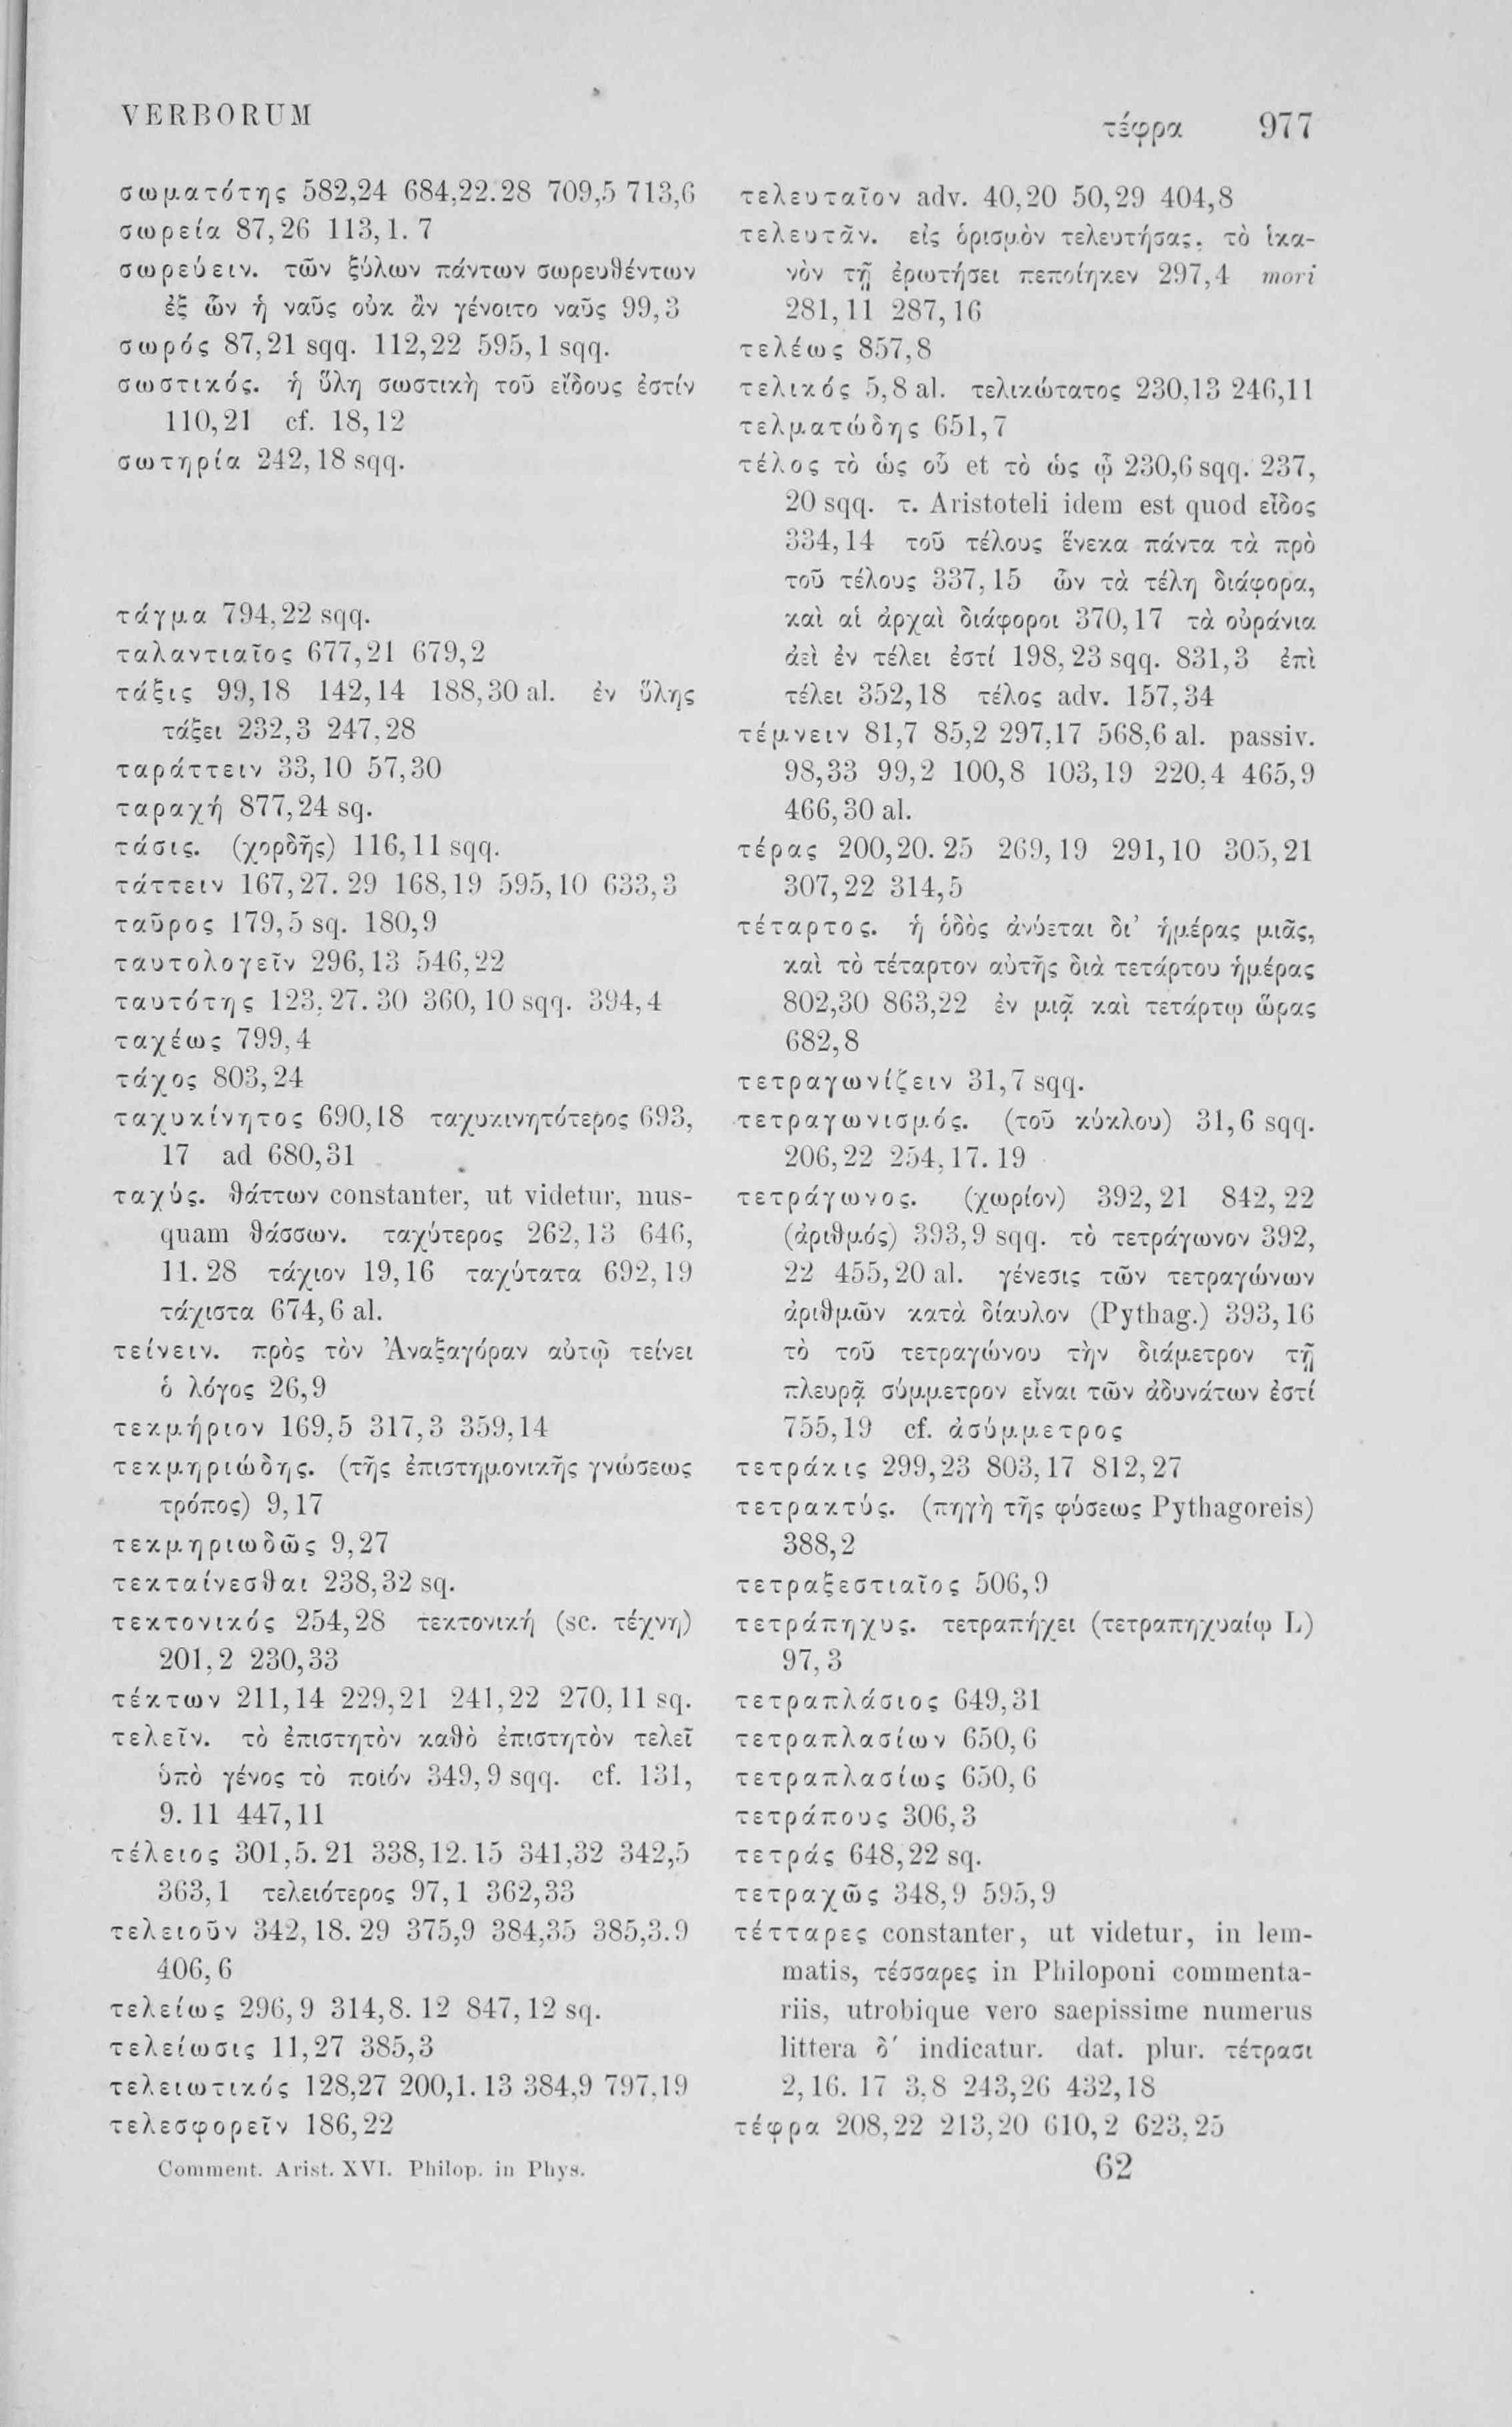 VERBORUM
τέφρα 977
σωματότης 582,24 684,22.28 709,5 713,6
σωρεία 87,26 113,1. 7
σωρεύειν. τῶν ξύλων πάντων σωρευθέντων
ἐξ ὧν ἡ ναῦς οὐκ ἂν γένοιτο ναῦς 99,3
σωρός 87,21 sqq. 112,22 595,1 sqq.
σωστικός. ἡ ὕλη σωστικὴ τοῦ εἴδους ἐστίν
110,21 cf. 18,12
σωτηρία 242,18 sqq.
τάγμα 794,22 sqq.
ταλαντιαῖος 677,21 679,2
τάξις 99,18 142,14 188,30 al. ἐν ὕλης
τάξει 232,3 247,28
ταράττειν 33,10 57,30
ταραχή 877,24 sq.
τάσις. (χορδῆς) 116,11 sqq.
τάττειν 167,27. 29 168,19 595,10 633,3
ταῦρος 179,5 sq. 180,9
ταυτολογεῖν 296,13 546,22
ταυτότης 123,27. 30 360,10 sqq. 394,4
ταχέως 799,4
τάχος 803,24
ταχυκίνητος 690,18 ταχυκινητότερος 693,
17 ad 680,31
ταχύς. θάττων constanter, ut videtur, nus-
quam θάσσων. ταχύτερος 262,13 646,
11. 28 τάχιον 19,16 ταχύτατα 692,19
τάχιστα 674,6 al.
τείνειν. πρὸς τὸν Ἀναξαγόραν αὐτῷ τείνει
ὁ λόγος 26,9
τεκμήριον 169,5 317,3 359,14
τεκμηριώδης. (τῆς ἐπιστημονικῆς γνώσεως
τρόπος) 9,17
τεκμηριωδῶς 9,27
τεκταίνεσθαι 238,32 sq.
τεκτονικός 254,28 τεκτονική (sc. τέχνη)
201,2 230,33
τέκτων 211,14 229,21 241,22 270,11 sq.
τελεῖν. τὸ ἐπιστητὸν καθὸ ἐπιστητὸν τελεῖ
ὑπὸ γένος τὸ ποιόν 349,9 sqq. cf. 131,
9. 11 447,11
τέλειος 301,5. 21 338,12. 15 341,32 342,5
363,1 τελειότερος 97,1 362,33
τελειοῦν 342,18. 29 375,9 384,35 385,3.9
406,6
τελείως 296,9 314,8. 12 847,12 sq.
τελείωσις 11,27 385,3
τελειωτικός 128,27 200,1. 13 384,9 797,19
τελεσφορεῖν 186,22
Comment. Arist. XVI. Philop. in Phys.
τελευταῖον adv. 40,20 50,29 404,8
τελευτᾶν. εἰς ὁρισμὸν τελευτήσας, τὸ ἱκα-
νὸν τῇ ἐρωτήσει πεποίηκεν 297,4 mori
281,11 287,16
τελέως 857,8
τελικός 5,8 al. τελικώτατος 230,13 246,11
τελματώδης 651,7
τέλος τὸ ὡς οὗ et τὸ ὡς ᾧ 230,6 sqq. 237,
20 sqq. τ. Aristoteli idem est quod εἶδος
334,14 τοῦ τέλους ἕνεκα πάντα τὰ πρὸ
τοῦ τέλους 337,15 ὧν τὰ τέλη διάφορα,
καὶ αἱ ἀρχαὶ διάφοροι 370,17 τὰ οὐράνια
ἀεὶ ἐν τέλει ἐστί 198,23 sqq. 831,3 ἐπὶ
τέλει 352,18 τέλος adv. 157,34
τέμνειν 81,7 85,2 297,17 568,6 al. passiv.
98,33 99,2 100,8 103,19 220,4 465,9
466,30 al.
τέρας 200,20. 25 269,19 291,10 305,21
307,22 314,5
τέταρτος. ἡ ὁδὸς ἀνύεται δι’ ἡμέρας μιᾶς,
καὶ τὸ τέταρτον αὐτῆς διὰ τετάρτου ἡμέρας
802,30 863,22 ἐν μιᾷ καὶ τετάρτῳ ὥρας
682,8
τετραγωνίζειν 31,7 sqq.
τετραγωνισμός. (τοῦ κύκλου) 31,6 sqq.
206,22 254,17. 19
τετράγωνος. (χωρίον) 392,21 842,22
(ἀριθμός) 393,9 sqq. τὸ τετράγωνον 392,
22 455,20 al. γένεσις τῶν τετραγώνων
ἀριθμῶν κατὰ δίαυλον (Pythag.) 393,16
τὸ τοῦ τετραγώνου τὴν διάμετρον τῇ
πλευρᾷ σύμμετρον εἶναι τῶν ἀδυνάτων ἐστί
755,19 cf. ἀσύμμετρος
τετράκις 299,23 803,17 812,27
τετρακτύς. (πηγὴ τῆς φύσεως Pythagoreis)
388,2
τετραξεστιαῖος 506,9
τετράπηχυς. τετραπήχει (τετραπηχυαίῳ L)
97,3
τετραπλάσιος 649,31
τετραπλασίων 650,6
τετραπλασίως 650,6
τετράπους 306,3
τετράς 648,22 sq.
τετραχῶς 348,9 595,9
τέτταρες constanter, ut videtur, in lem-
matis, τέσσαρες in Philoponi commenta-
riis, utrobique vero saepissime numerus
littera δ′ indicatur. dat. plur. τέτρασι
2,16. 17 3,8 243,26 432,18
τέφρα 208,22 213,20 610,2 623,25
62